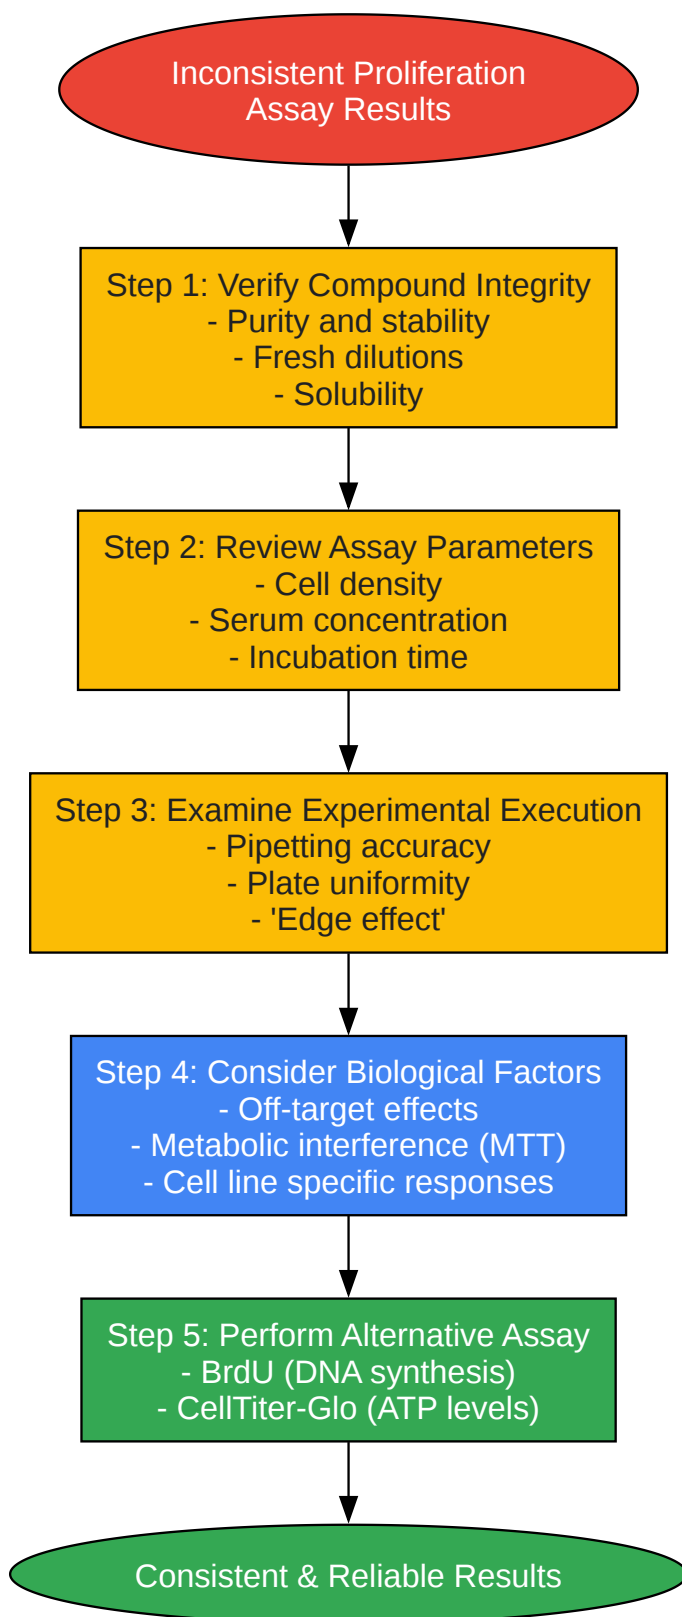 Inconsistent Proliferation
Assay Results
Step 1: Verify Compound Integrity
- Purity and stability
- Fresh dilutions
- Solubility
Step 2: Review Assay Parameters
- Cell density
- Serum concentration
- Incubation time
Step 3: Examine Experimental Execution
- Pipetting accuracy
- Plate uniformity
- 'Edge effect'
Step 4: Consider Biological Factors
- Off-target effects
- Metabolic interference (MTT)
- Cell line specific responses
Step 5: Perform Alternative Assay
- BrdU (DNA synthesis)
- CellTiter-Glo (ATP levels)
Consistent & Reliable Results